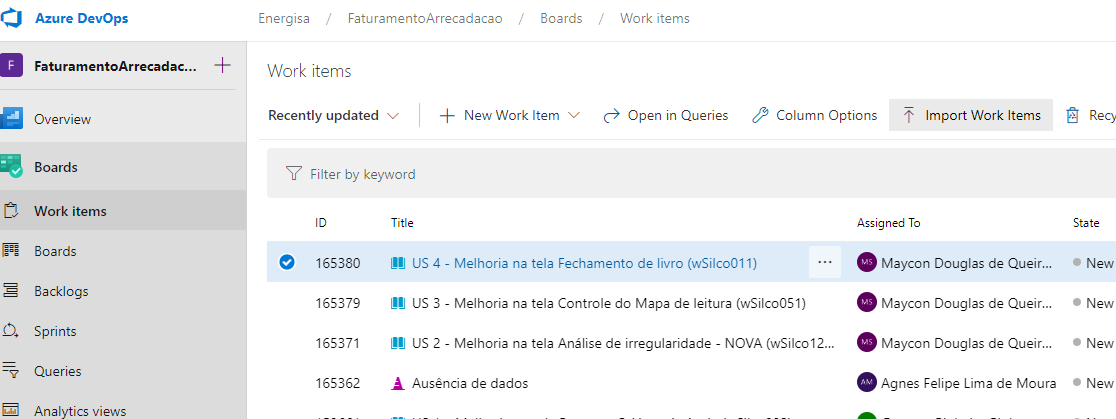 Azure DevOps
Energisa / FaturamentoArrecadacao / Boards / Work items
F FaturamentoArrecadac... +
Overview
Boards
Work items
Boards
Backlogs
Sprints
Queries
Analytics views
Work items
Recently updated
New Work Item
Open in Queries
Column Options
Import Work Items
Recy
Filter by keyword
ID Title Assigned To State
165380 US 4 - Melhoria na tela Fechamento de livro (wSilco011) ... MS Maycon Douglas de Queir... New
165379 US 3 - Melhoria na tela Controle do Mapa de leitura (wSilco051) MS Maycon Douglas de Queir... New
165371 US 2 - Melhoria na tela Análise de irregularidade - NOVA (wSilco12... MS Maycon Douglas de Queir... New
165362 Ausência de dados AM Agnes Felipe Lima de Moura New